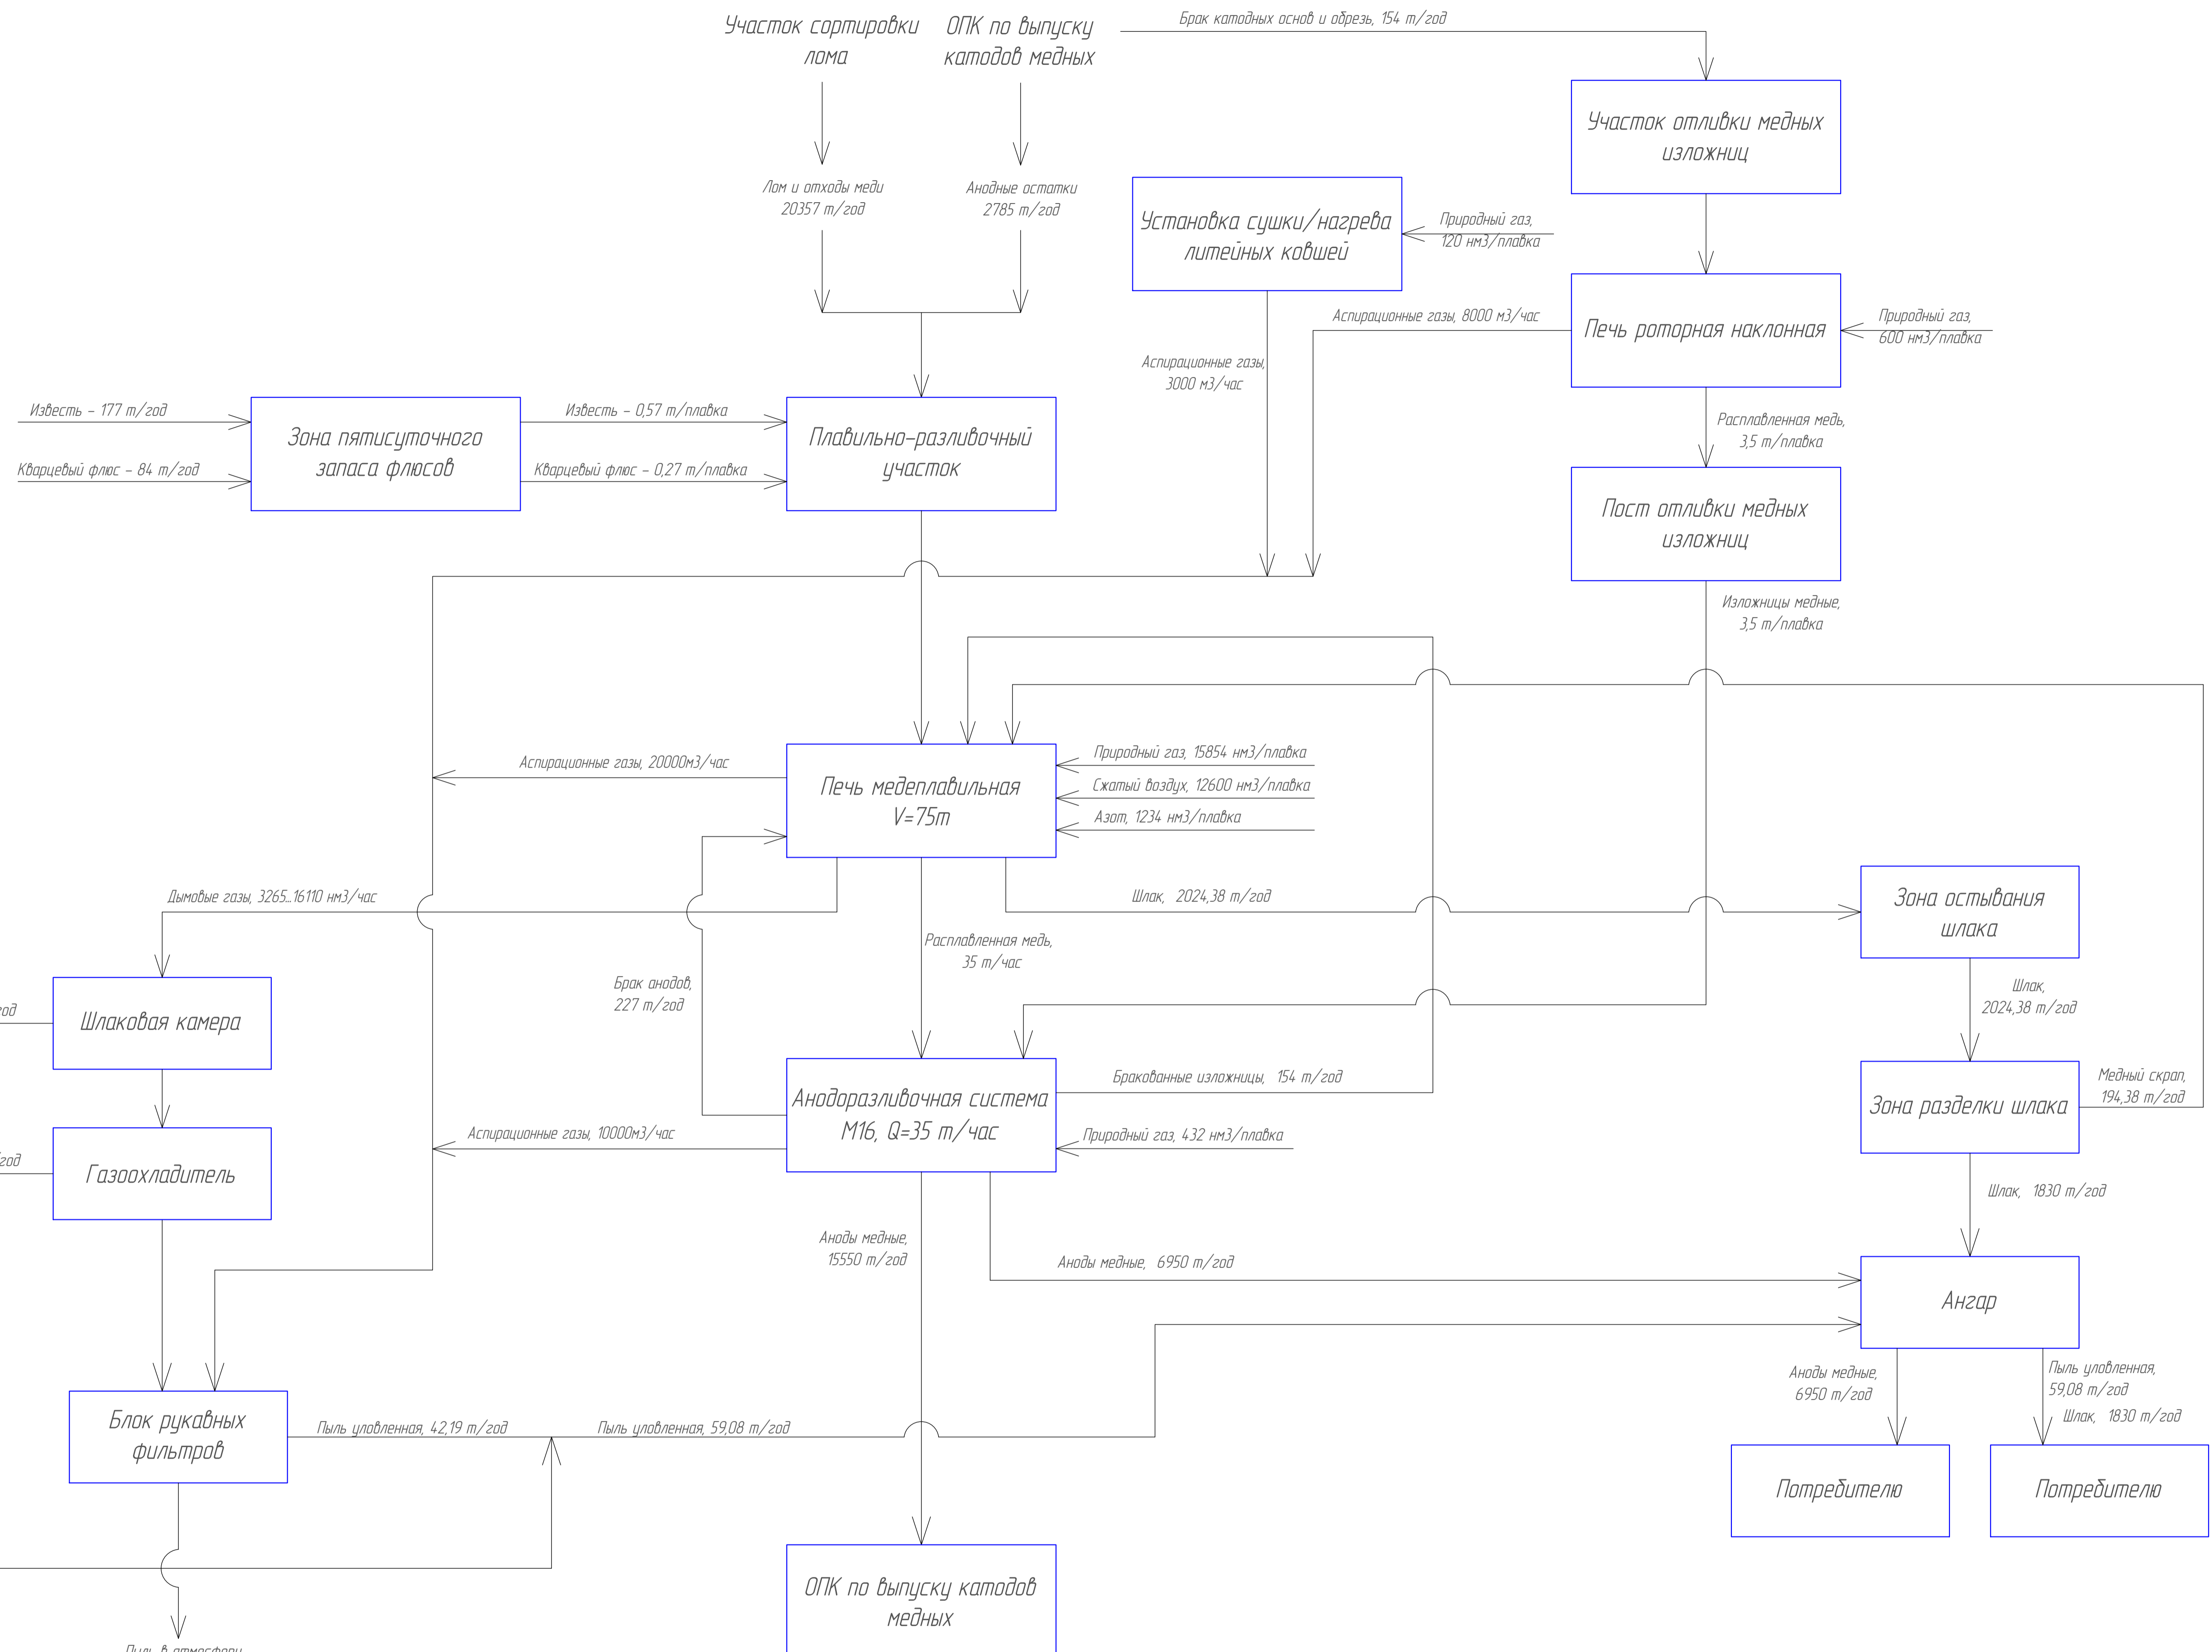 Участок сортировки
лома
ОПК по выпуску
катодов медных
Брак катодных основ и обрезь, 154 т/год
Участок отливки медных
изложниц
Лом и отходы меди
20357 т/год
Анодные остатки
2785 т/год
Установка сушки/нагрева
литейных ковшей
Природный газ,
120 нм3/плавка
Аспирационные газы, 8000 м3/час
Печь роторная наклонная
Природный газ,
600 нм3/плавка
Аспирационные газы,
3000 м3/час
Известь - 177 т/год
Кварцевый флюс - 84 т/год
Зона пятисуточного
запаса флюсов
Известь - 0,57 т/плавка
Кварцевый флюс - 0,27 т/плавка
Плавильно-разливочный
участок
Расплавленная медь,
3,5 т/плавка
Пост отливки медных
изложниц
Изложницы медные,
3,5 т/плавка
Аспирационные газы, 20000м3/час
Печь медеплавильная
V=75т
Природный газ, 15854 нм3/плавка
Сжатый воздух, 12600 нм3/плавка
Азот, 1234 нм3/плавка
Дымовые газы, 3265...16110 нм3/час
Шлак, 2024,38 т/год
Зона остывания
шлака
Расплавленная медь,
35 т/час
Брак анодов,
227 т/год
Шлак,
2024,38 т/год
год
Шлаковая камера
Анодоразливочная система
М16, Q=35 т/час
Бракованные изложницы, 154 т/год
Природный газ, 432 нм3/плавка
Аспирационные газы, 10000м3/час
Зона разделки шлака
Медный скрап,
194,38 т/год
/год
Газоохладитель
Шлак, 1830 т/год
Аноды медные,
15550 т/год
Аноды медные, 6950 т/год
Ангар
Аноды медные,
6950 т/год
Пыль уловленная,
59,08 т/год
Шлак, 1830 т/год
Блок рукавных
фильтров
Пыль уловленная, 42,19 т/год
Пыль уловленная, 59,08 т/год
Потребителю
Потребителю
ОПК по выпуску катодов
медных
Пыль в атмосферу